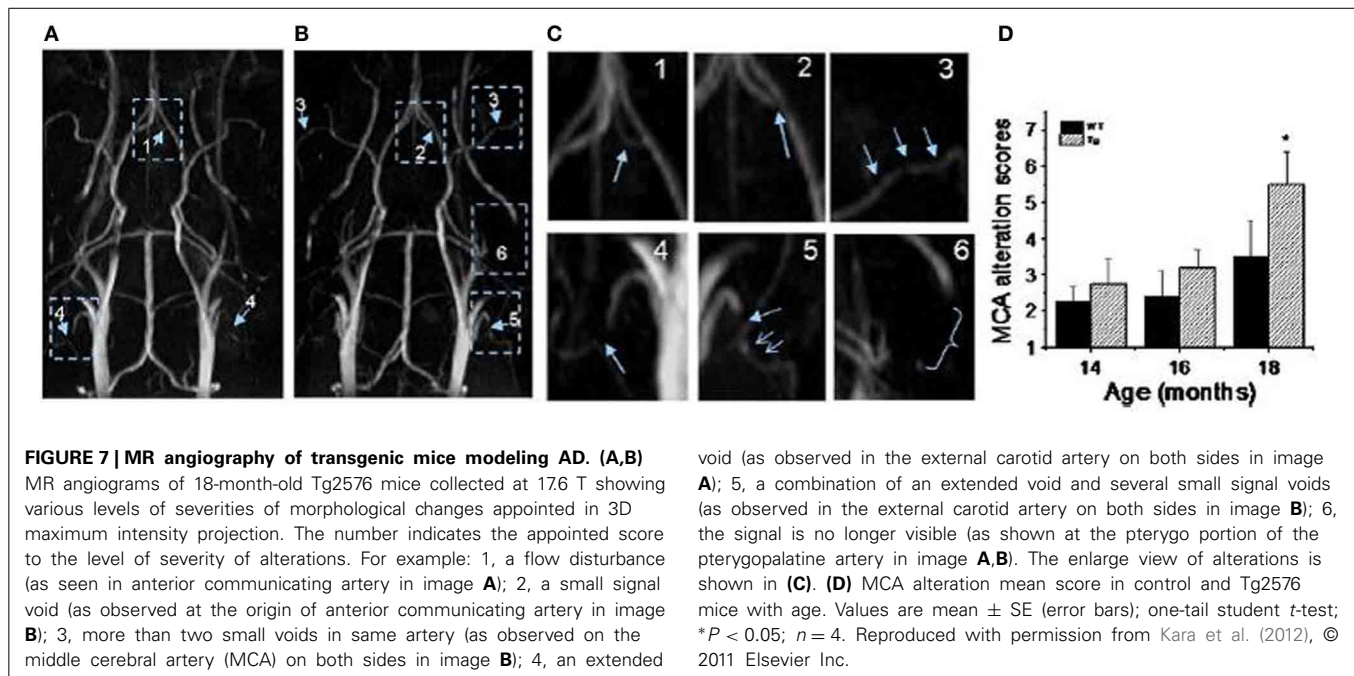 A
B
C
D
1
3
3
2
6
4
4
5
1
2
3
4
5
6
MCA alteration scores
7
6
5
4
3
2
1
WT
Tg
*
14
16
18
Age (months)
FIGURE 7 | MR angiography of transgenic mice modeling AD. (A,B)
MR angiograms of 18-month-old Tg2576 mice collected at 17.6 T showing
various levels of severities of morphological changes appointed in 3D
maximum intensity projection. The number indicates the appointed score
to the level of severity of alterations. For example: 1, a flow disturbance
(as seen in anterior communicating artery in image A); 2, a small signal
void (as observed at the origin of anterior communicating artery in image
B); 3, more than two small voids in same artery (as observed on the
middle cerebral artery (MCA) on both sides in image B); 4, an extended
void (as observed in the external carotid artery on both sides in image
A); 5, a combination of an extended void and several small signal voids
(as observed in the external carotid artery on both sides in image B); 6,
the signal is no longer visible (as shown at the pterygo portion of the
pterygopalatine artery in image A,B). The enlarge view of alterations is
shown in (C). (D) MCA alteration mean score in control and Tg2576
mice with age. Values are mean ± SE (error bars); one-tail student t-test;
*P < 0.05; n = 4. Reproduced with permission from Kara et al. (2012), ©
2011 Elsevier Inc.